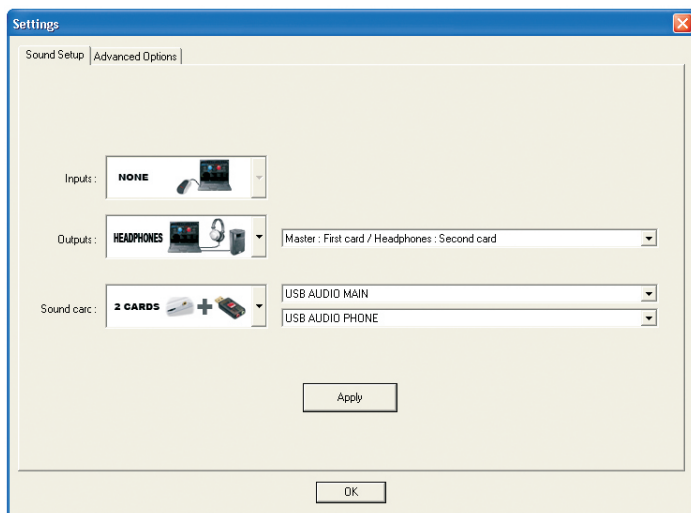 Settings
Sound Setup Advanced Options
Inputs : NONE
Outputs : HEADPHONES Master : First card / Headphones : Second card
USB AUDIO MAIN
Sound carc : 2 CARDS
USB AUDIO PHONE
Apply
OK